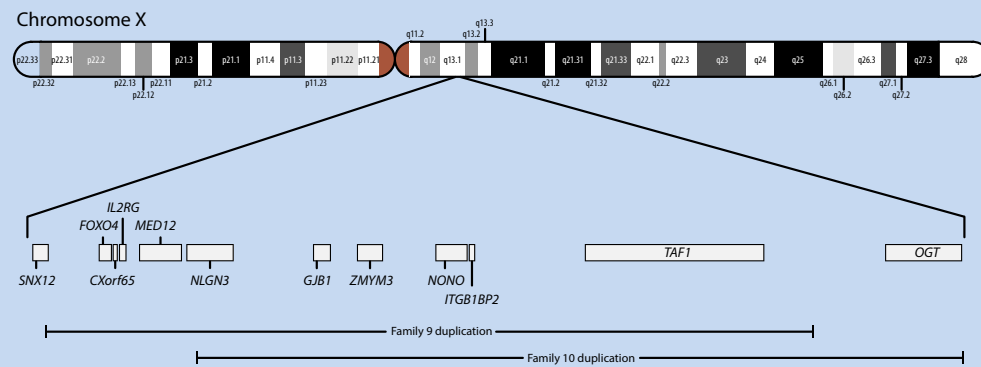 Chromosome X
q13.3
q11.2 q13.2
p22.33 p22.31 p22.2 p21.3 p21.1 p11.4 p11.3 p11.22 p11.21 q12 q13.1 q21.1 q21.31 q21.33 q22.1 q22.3 q23 q24 q25 q26.3 q27.3 q28
p22.32 p22.13 p22.11 p21.2 p11.23 q21.2 q21.32 q22.2 q26.1 q27.1
p22.12 q26.2 q27.2
IL2RG
FOXO4 MED12
TAF1 OGT
SNX12 CXorf65 NLGN3 GJB1 ZMYM3 NONO
ITGB1BP2
Family 9 duplication
Family 10 duplication